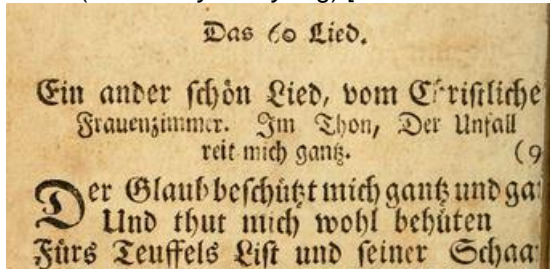 Das 60 Lied.
Ein ander schön Lied, vom Christliche
Frauenzimmer. Im Thon, Der Unfall
reit mich gantz. (9
Der Glaub beschützt mich gantz und ga
Und thut mich wohl behüten
Fürs Teuffels List und seiner Schaa